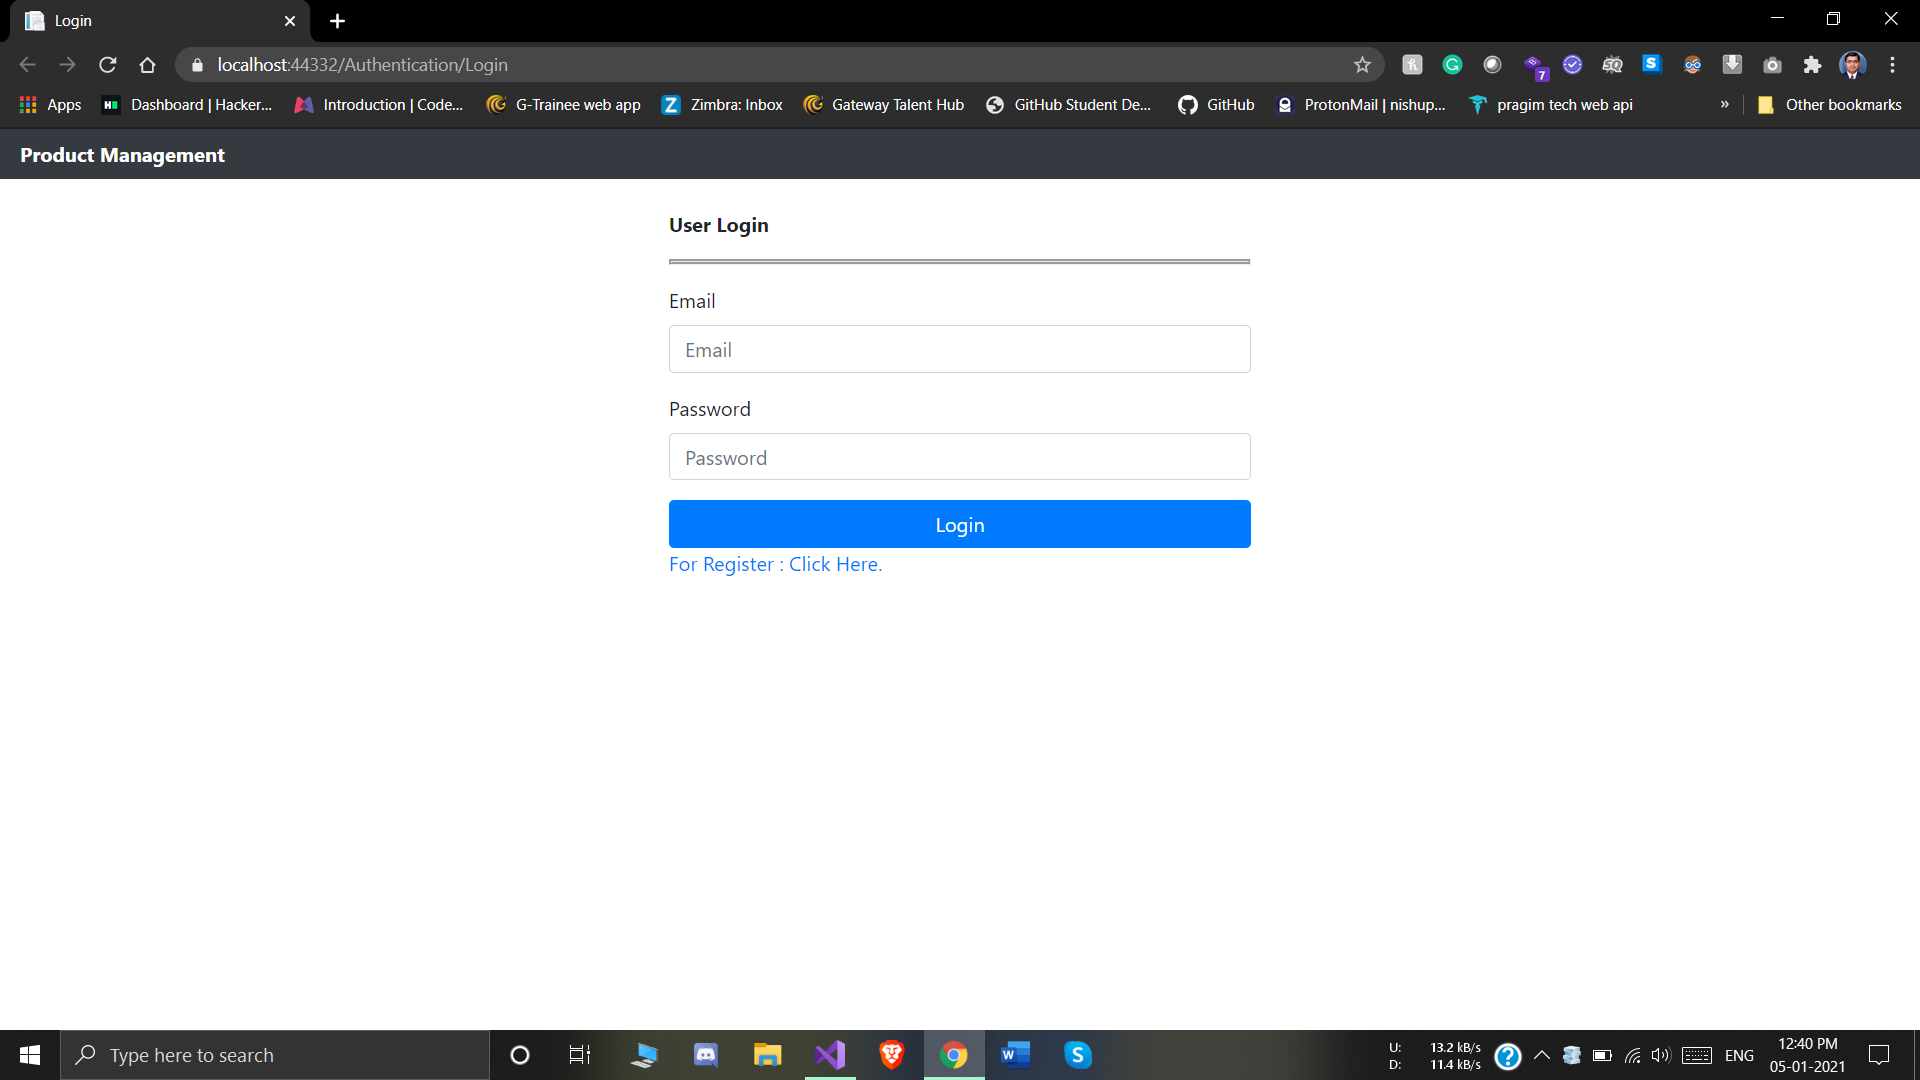 Login
localhost:44332/Authentication/Login
7
Apps
Dashboard | Hacker...
Introduction | Code...
G-Trainee web app
Zimbra: Inbox
Gateway Talent Hub
GitHub Student De...
GitHub
ProtonMail | nishup...
pragim tech web api
»
Other bookmarks
Product Management
User Login
Email
Email
Password
Password
Login
For Register : Click Here.
Type here to search
U: 13.2 kB/s
D: 11.4 kB/s
ENG
12:40 PM
05-01-2021